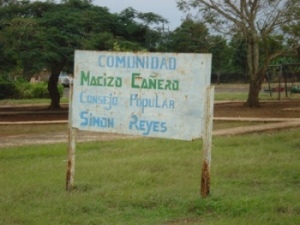 COMUNIDAD
MACIZO CAÑERO
CONSEJO POPULAR
SIMON REYES